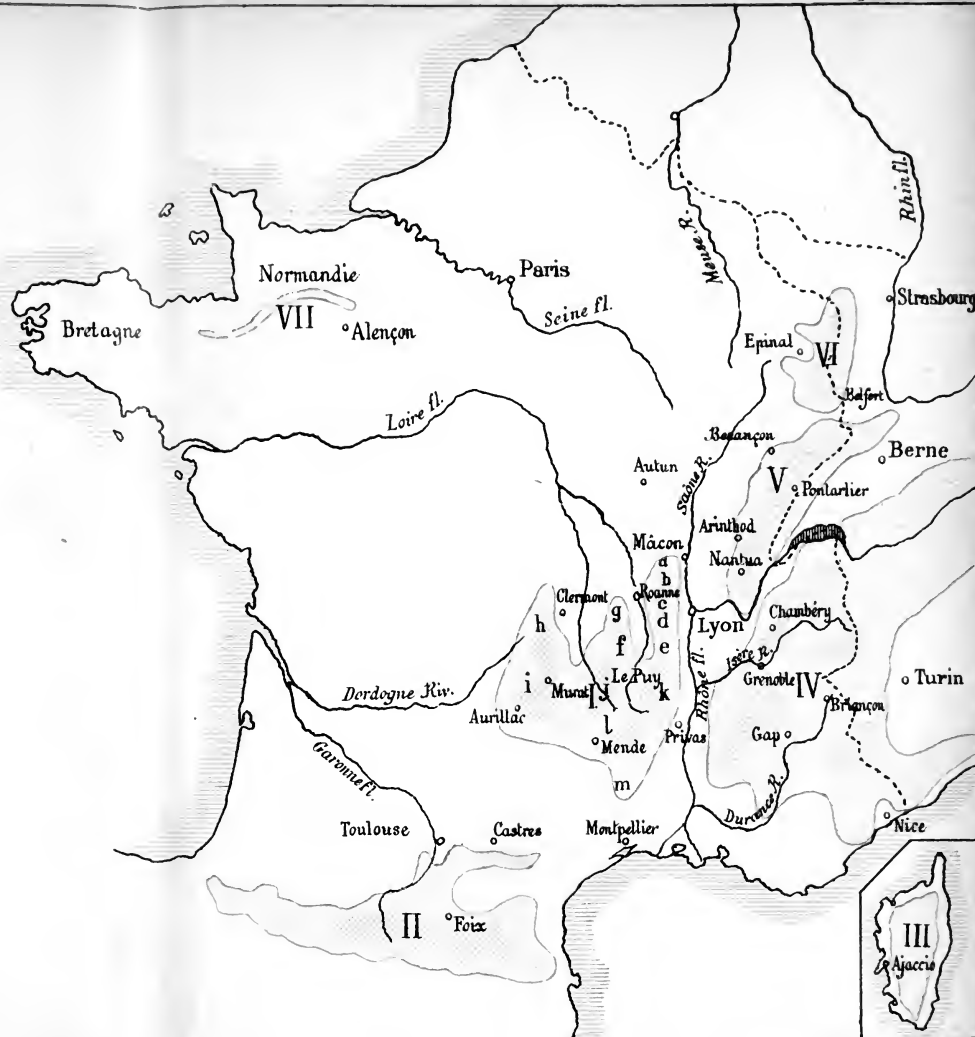 Rhin fl.
Meuse R.
Normandie
Paris
VII
Strasbourg
Bretagne
Alençon
Seine fl.
Epinal
VI
Belfort
Loire fl.
Besançon
Berne
Autun
Saône R.
V
Pontarlier
Arinthod
Mâcon
a
Nantua
b
Clermont
Roanne
g
c
d
Lyon
Chambéry
h
f
e
Isère R.
Le Puy
Grenoble
IV
Turin
i
Murat
I
j
k
Dordogne Riv.
Briançon
Aurillac
l
Rhône fl.
Privas
Gap
Mende
m
Garonne fl.
Durance R.
Toulouse
Castres
Montpellier
Nice
II
Foix
III
Ajaccio